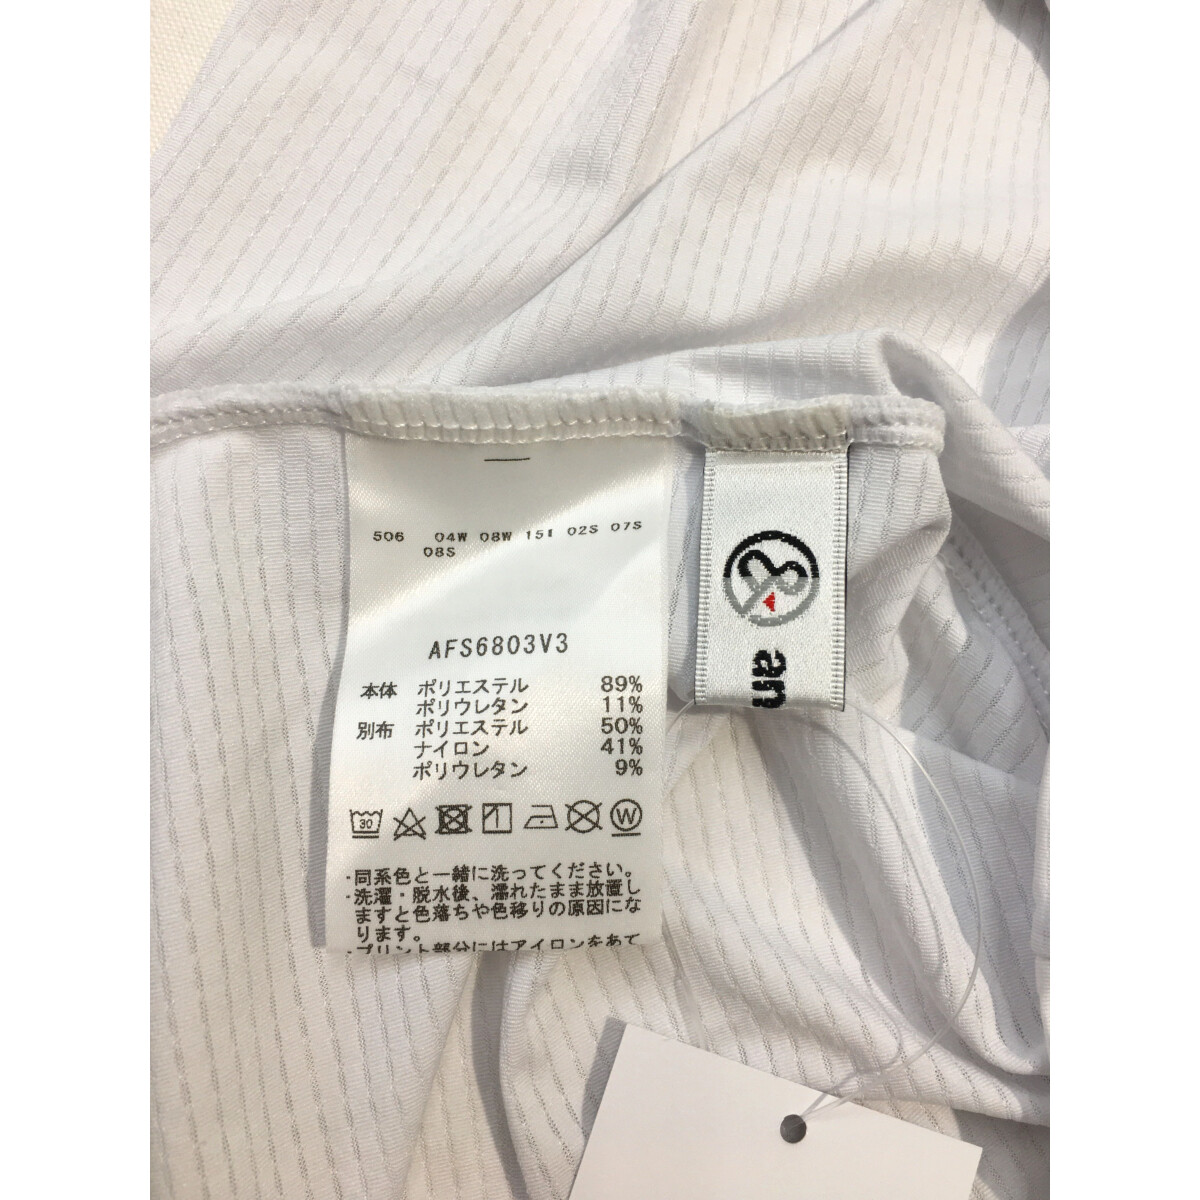 506 04W 08W 15I 02S 07S
08S
AFS6803V3
本体 ポリエステル 89%
ポリウレタン 11%
別布 ポリエステル 50%
ナイロン 41%
ポリウレタン 9%
30
W
・同系色と一緒に洗ってください。
・洗濯・脱水後、濡れたまま放置し
ますと色落ちや色移りの原因にな
ります。
・プリント部分にはアイロンをあて
an